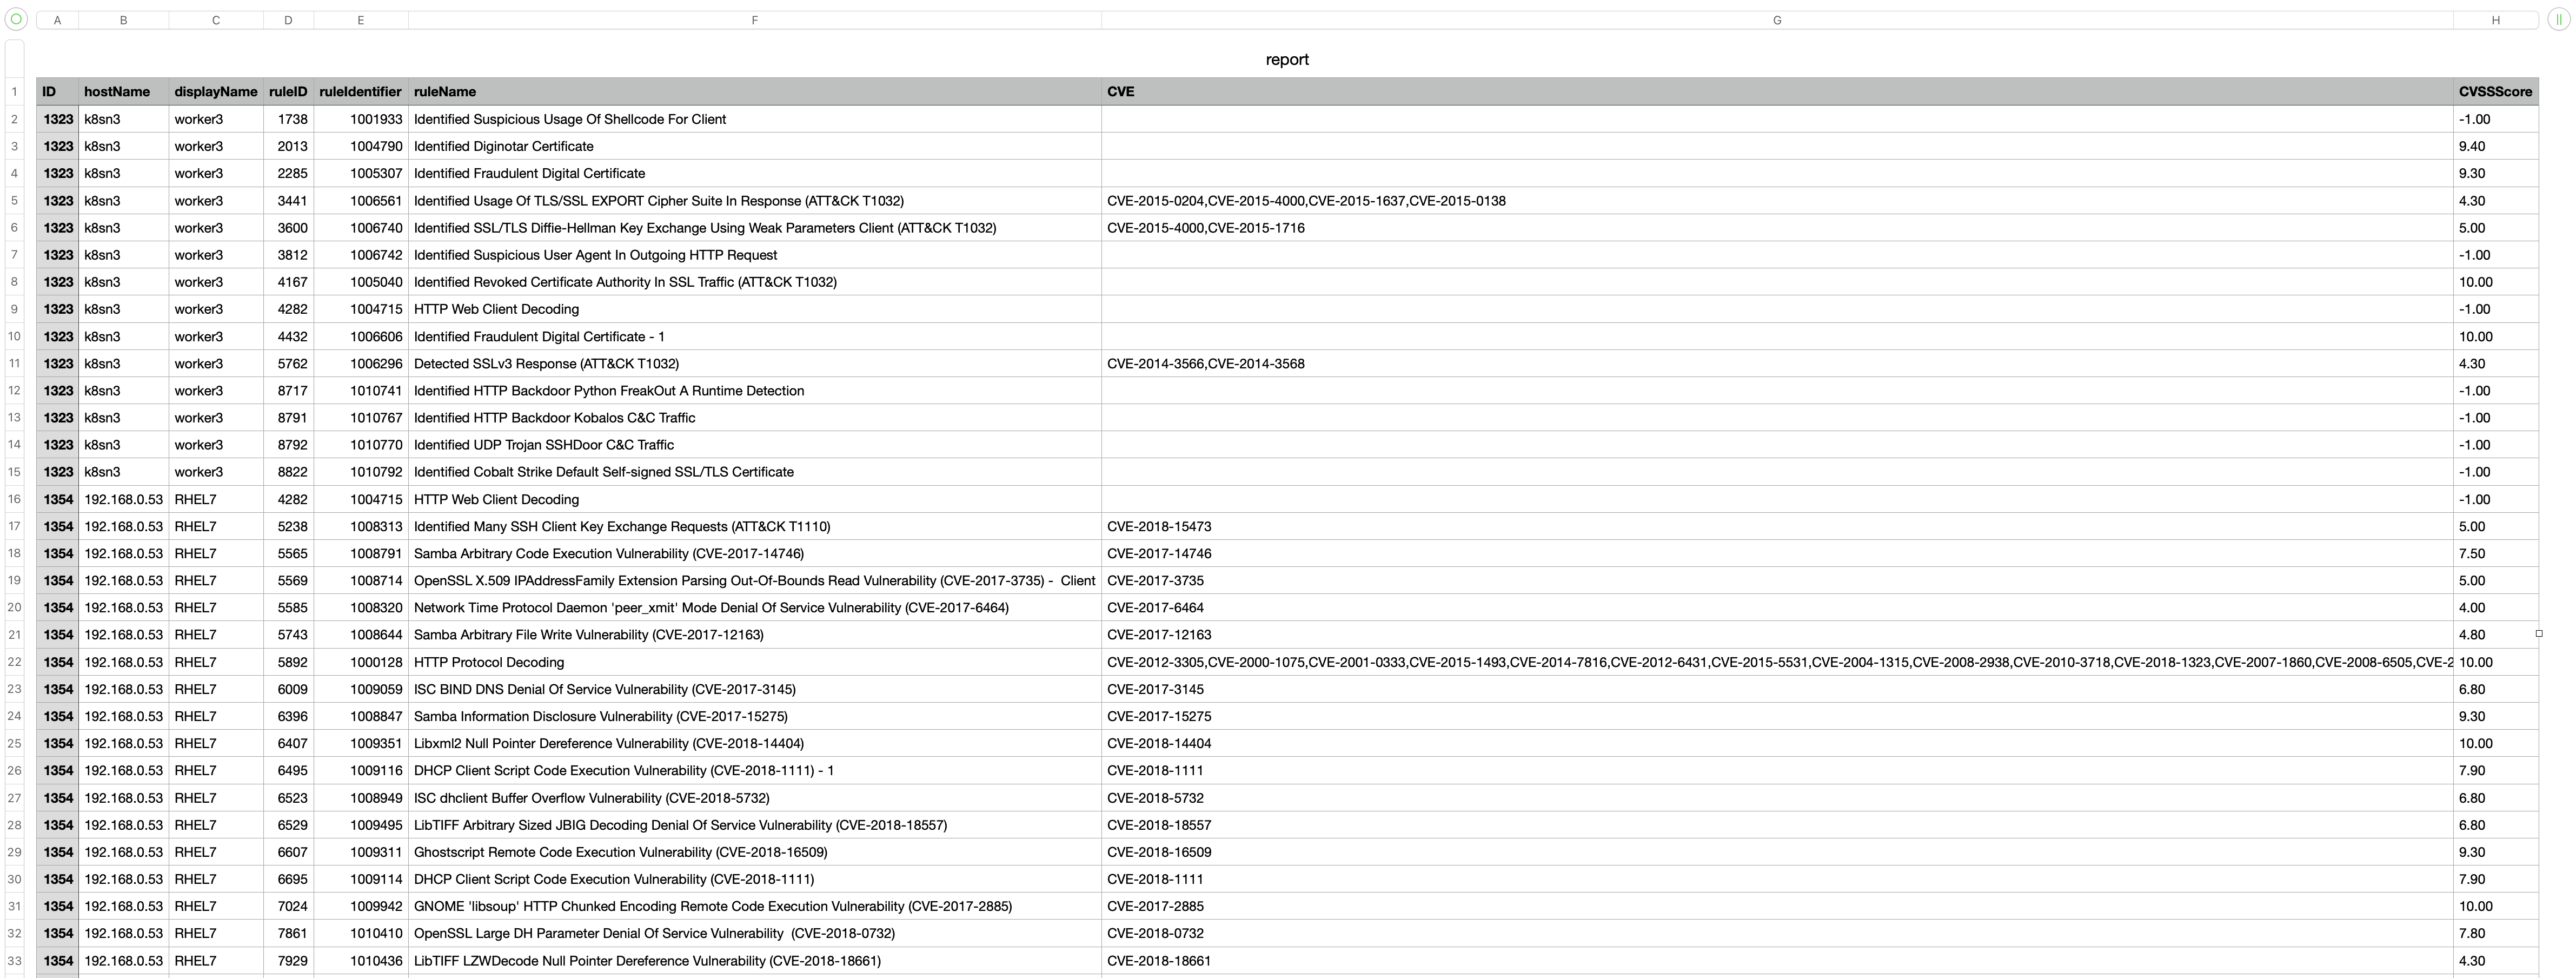 A B C D E F G H
report
1 ID hostName displayName ruleID ruleIdentifier ruleName CVE CVSSScore
2 1323 k8sn3 worker3 1738 1001933 Identified Suspicious Usage Of Shellcode For Client -1.00
3 1323 k8sn3 worker3 2013 1004790 Identified Diginotar Certificate 9.40
4 1323 k8sn3 worker3 2285 1005307 Identified Fraudulent Digital Certificate 9.30
5 1323 k8sn3 worker3 3441 1006561 Identified Usage Of TLS/SSL EXPORT Cipher Suite In Response (ATT&CK T1032) CVE-2015-0204,CVE-2015-4000,CVE-2015-1637,CVE-2015-0138 4.30
6 1323 k8sn3 worker3 3600 1006740 Identified SSL/TLS Diffie-Hellman Key Exchange Using Weak Parameters Client (ATT&CK T1032) CVE-2015-4000,CVE-2015-1716 5.00
7 1323 k8sn3 worker3 3812 1006742 Identified Suspicious User Agent In Outgoing HTTP Request -1.00
8 1323 k8sn3 worker3 4167 1005040 Identified Revoked Certificate Authority In SSL Traffic (ATT&CK T1032) 10.00
9 1323 k8sn3 worker3 4282 1004715 HTTP Web Client Decoding -1.00
10 1323 k8sn3 worker3 4432 1006606 Identified Fraudulent Digital Certificate - 1 10.00
11 1323 k8sn3 worker3 5762 1006296 Detected SSLv3 Response (ATT&CK T1032) CVE-2014-3566,CVE-2014-3568 4.30
12 1323 k8sn3 worker3 8717 1010741 Identified HTTP Backdoor Python FreakOut A Runtime Detection -1.00
13 1323 k8sn3 worker3 8791 1010767 Identified HTTP Backdoor Kobalos C&C Traffic -1.00
14 1323 k8sn3 worker3 8792 1010770 Identified UDP Trojan SSHDoor C&C Traffic -1.00
15 1323 k8sn3 worker3 8822 1010792 Identified Cobalt Strike Default Self-signed SSL/TLS Certificate -1.00
16 1354 192.168.0.53 RHEL7 4282 1004715 HTTP Web Client Decoding -1.00
17 1354 192.168.0.53 RHEL7 5238 1008313 Identified Many SSH Client Key Exchange Requests (ATT&CK T1110) CVE-2018-15473 5.00
18 1354 192.168.0.53 RHEL7 5565 1008791 Samba Arbitrary Code Execution Vulnerability (CVE-2017-14746) CVE-2017-14746 7.50
19 1354 192.168.0.53 RHEL7 5569 1008714 OpenSSL X.509 IPAddressFamily Extension Parsing Out-Of-Bounds Read Vulnerability (CVE-2017-3735) - Client CVE-2017-3735 5.00
20 1354 192.168.0.53 RHEL7 5585 1008320 Network Time Protocol Daemon 'peer_xmit' Mode Denial Of Service Vulnerability (CVE-2017-6464) CVE-2017-6464 4.00
21 1354 192.168.0.53 RHEL7 5743 1008644 Samba Arbitrary File Write Vulnerability (CVE-2017-12163) CVE-2017-12163 4.80
22 1354 192.168.0.53 RHEL7 5892 1000128 HTTP Protocol Decoding CVE-2012-3305,CVE-2000-1075,CVE-2001-0333,CVE-2015-1493,CVE-2014-7816,CVE-2012-6431,CVE-2015-5531,CVE-2004-1315,CVE-2008-2938,CVE-2010-3718,CVE-2018-1323,CVE-2007-1860,CVE-2008-6505,CVE-2 10.00
23 1354 192.168.0.53 RHEL7 6009 1009059 ISC BIND DNS Denial Of Service Vulnerability (CVE-2017-3145) CVE-2017-3145 6.80
24 1354 192.168.0.53 RHEL7 6396 1008847 Samba Information Disclosure Vulnerability (CVE-2017-15275) CVE-2017-15275 9.30
25 1354 192.168.0.53 RHEL7 6407 1009351 Libxml2 Null Pointer Dereference Vulnerability (CVE-2018-14404) CVE-2018-14404 10.00
26 1354 192.168.0.53 RHEL7 6495 1009116 DHCP Client Script Code Execution Vulnerability (CVE-2018-1111) - 1 CVE-2018-1111 7.90
27 1354 192.168.0.53 RHEL7 6523 1008949 ISC dhclient Buffer Overflow Vulnerability (CVE-2018-5732) CVE-2018-5732 6.80
28 1354 192.168.0.53 RHEL7 6529 1009495 LibTIFF Arbitrary Sized JBIG Decoding Denial Of Service Vulnerability (CVE-2018-18557) CVE-2018-18557 6.80
29 1354 192.168.0.53 RHEL7 6607 1009311 Ghostscript Remote Code Execution Vulnerability (CVE-2018-16509) CVE-2018-16509 9.30
30 1354 192.168.0.53 RHEL7 6695 1009114 DHCP Client Script Code Execution Vulnerability (CVE-2018-1111) CVE-2018-1111 7.90
31 1354 192.168.0.53 RHEL7 7024 1009942 GNOME 'libsoup' HTTP Chunked Encoding Remote Code Execution Vulnerability (CVE-2017-2885) CVE-2017-2885 10.00
32 1354 192.168.0.53 RHEL7 7861 1010410 OpenSSL Large DH Parameter Denial Of Service Vulnerability (CVE-2018-0732) CVE-2018-0732 7.80
33 1354 192.168.0.53 RHEL7 7929 1010436 LibTIFF LZWDecode Null Pointer Dereference Vulnerability (CVE-2018-18661) CVE-2018-18661 4.30